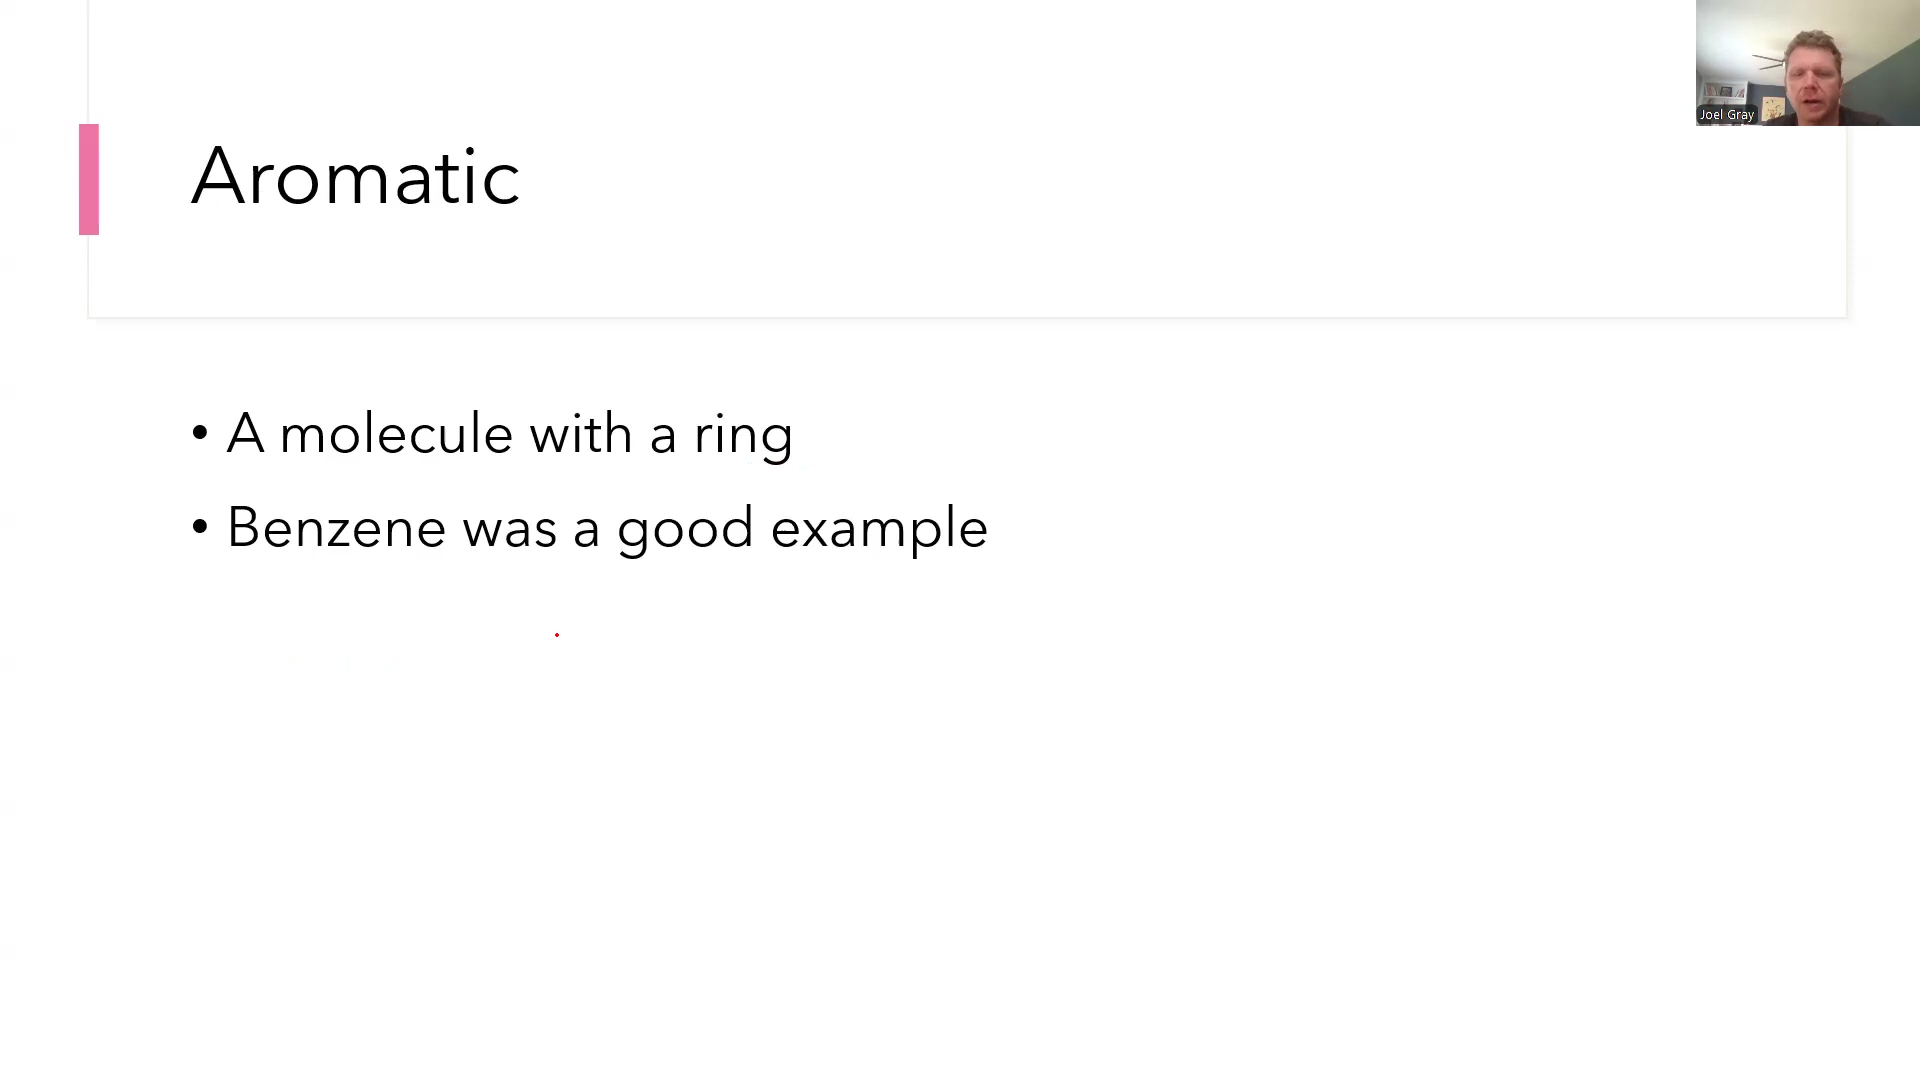 Joel Gray
Aromatic
• A molecule with a ring
• Benzene was a good example